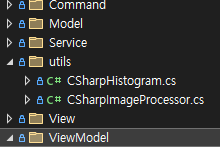 Command
Model
Service
utils
C# CSharpHistogram.cs
C# CSharpImageProcessor.cs
View
ViewModel